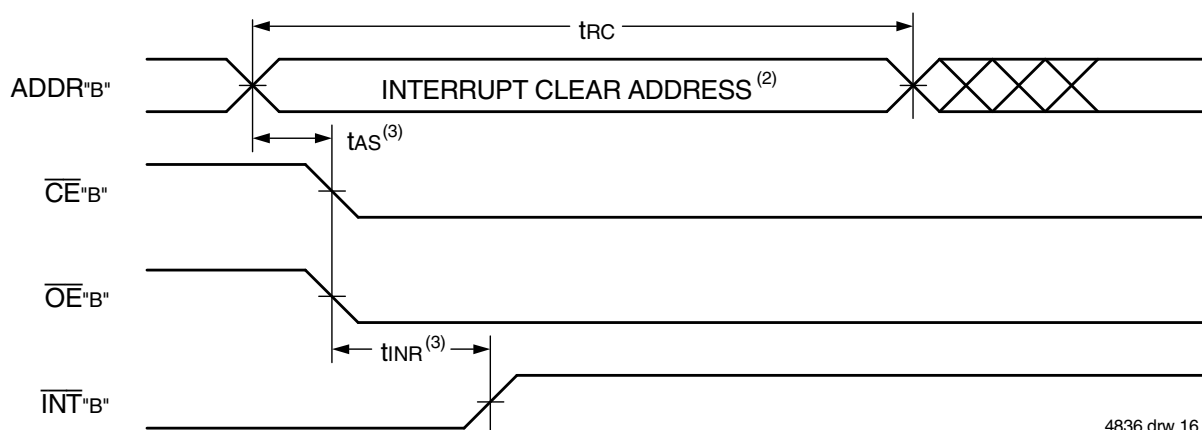 tRC
ADDR"B"
INTERRUPT CLEAR ADDRESS (2)
tAS(3)
CE"B"
OE"B"
tINR(3)
INT"B"
4836 drw 16